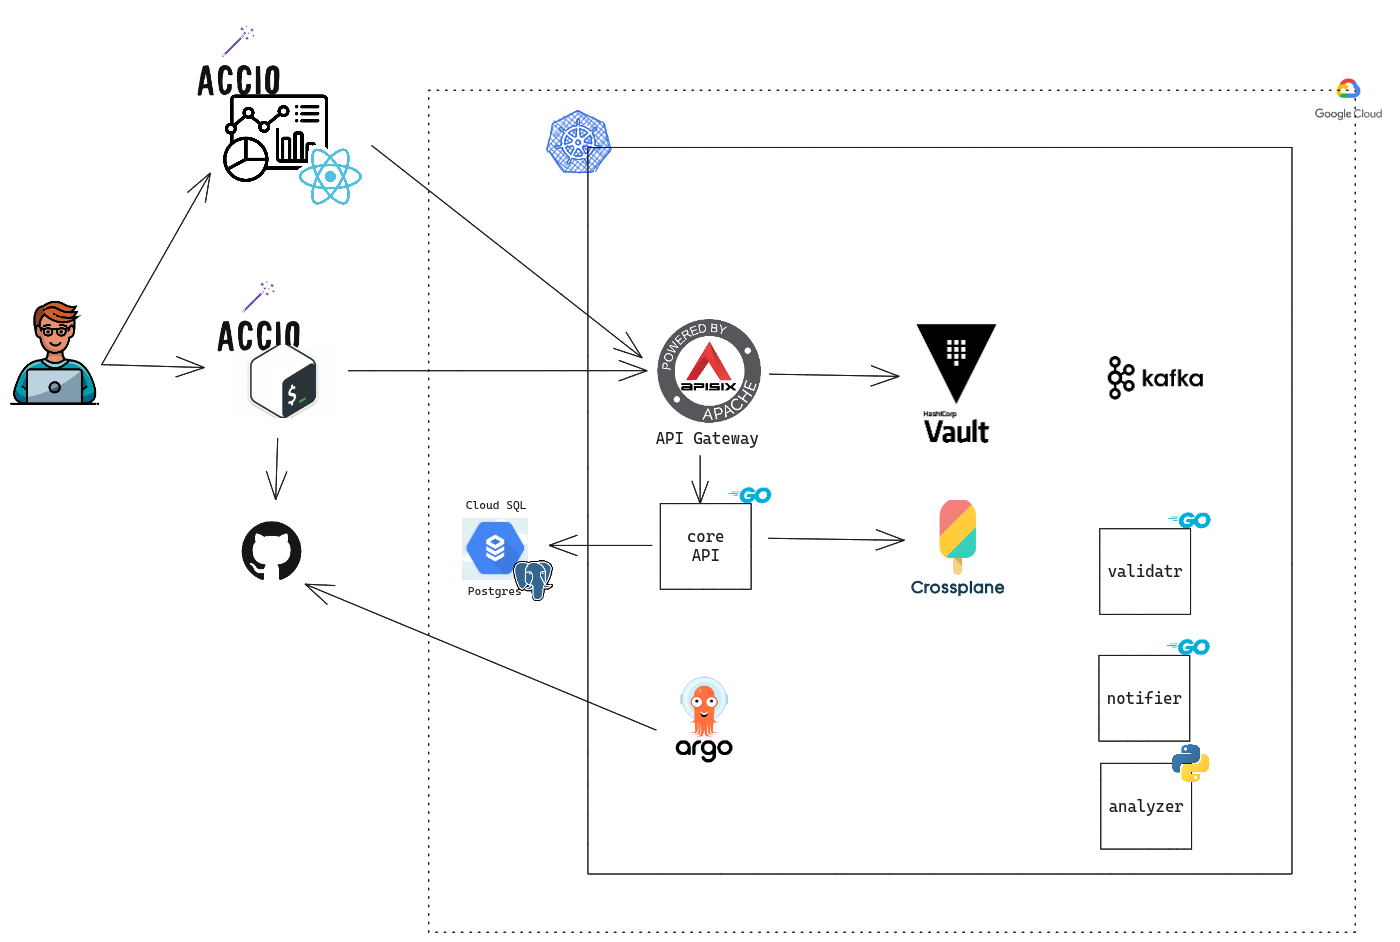 ACCIO
Google Cloud
ACCIO
$
POWERED BY
APISIX
APACHE
API Gateway
HashiCorp
Vault
kafka
Cloud SQL
Postgres
GO
core
API
Crossplane
GO
validatr
GO
notifier
argo
analyzer